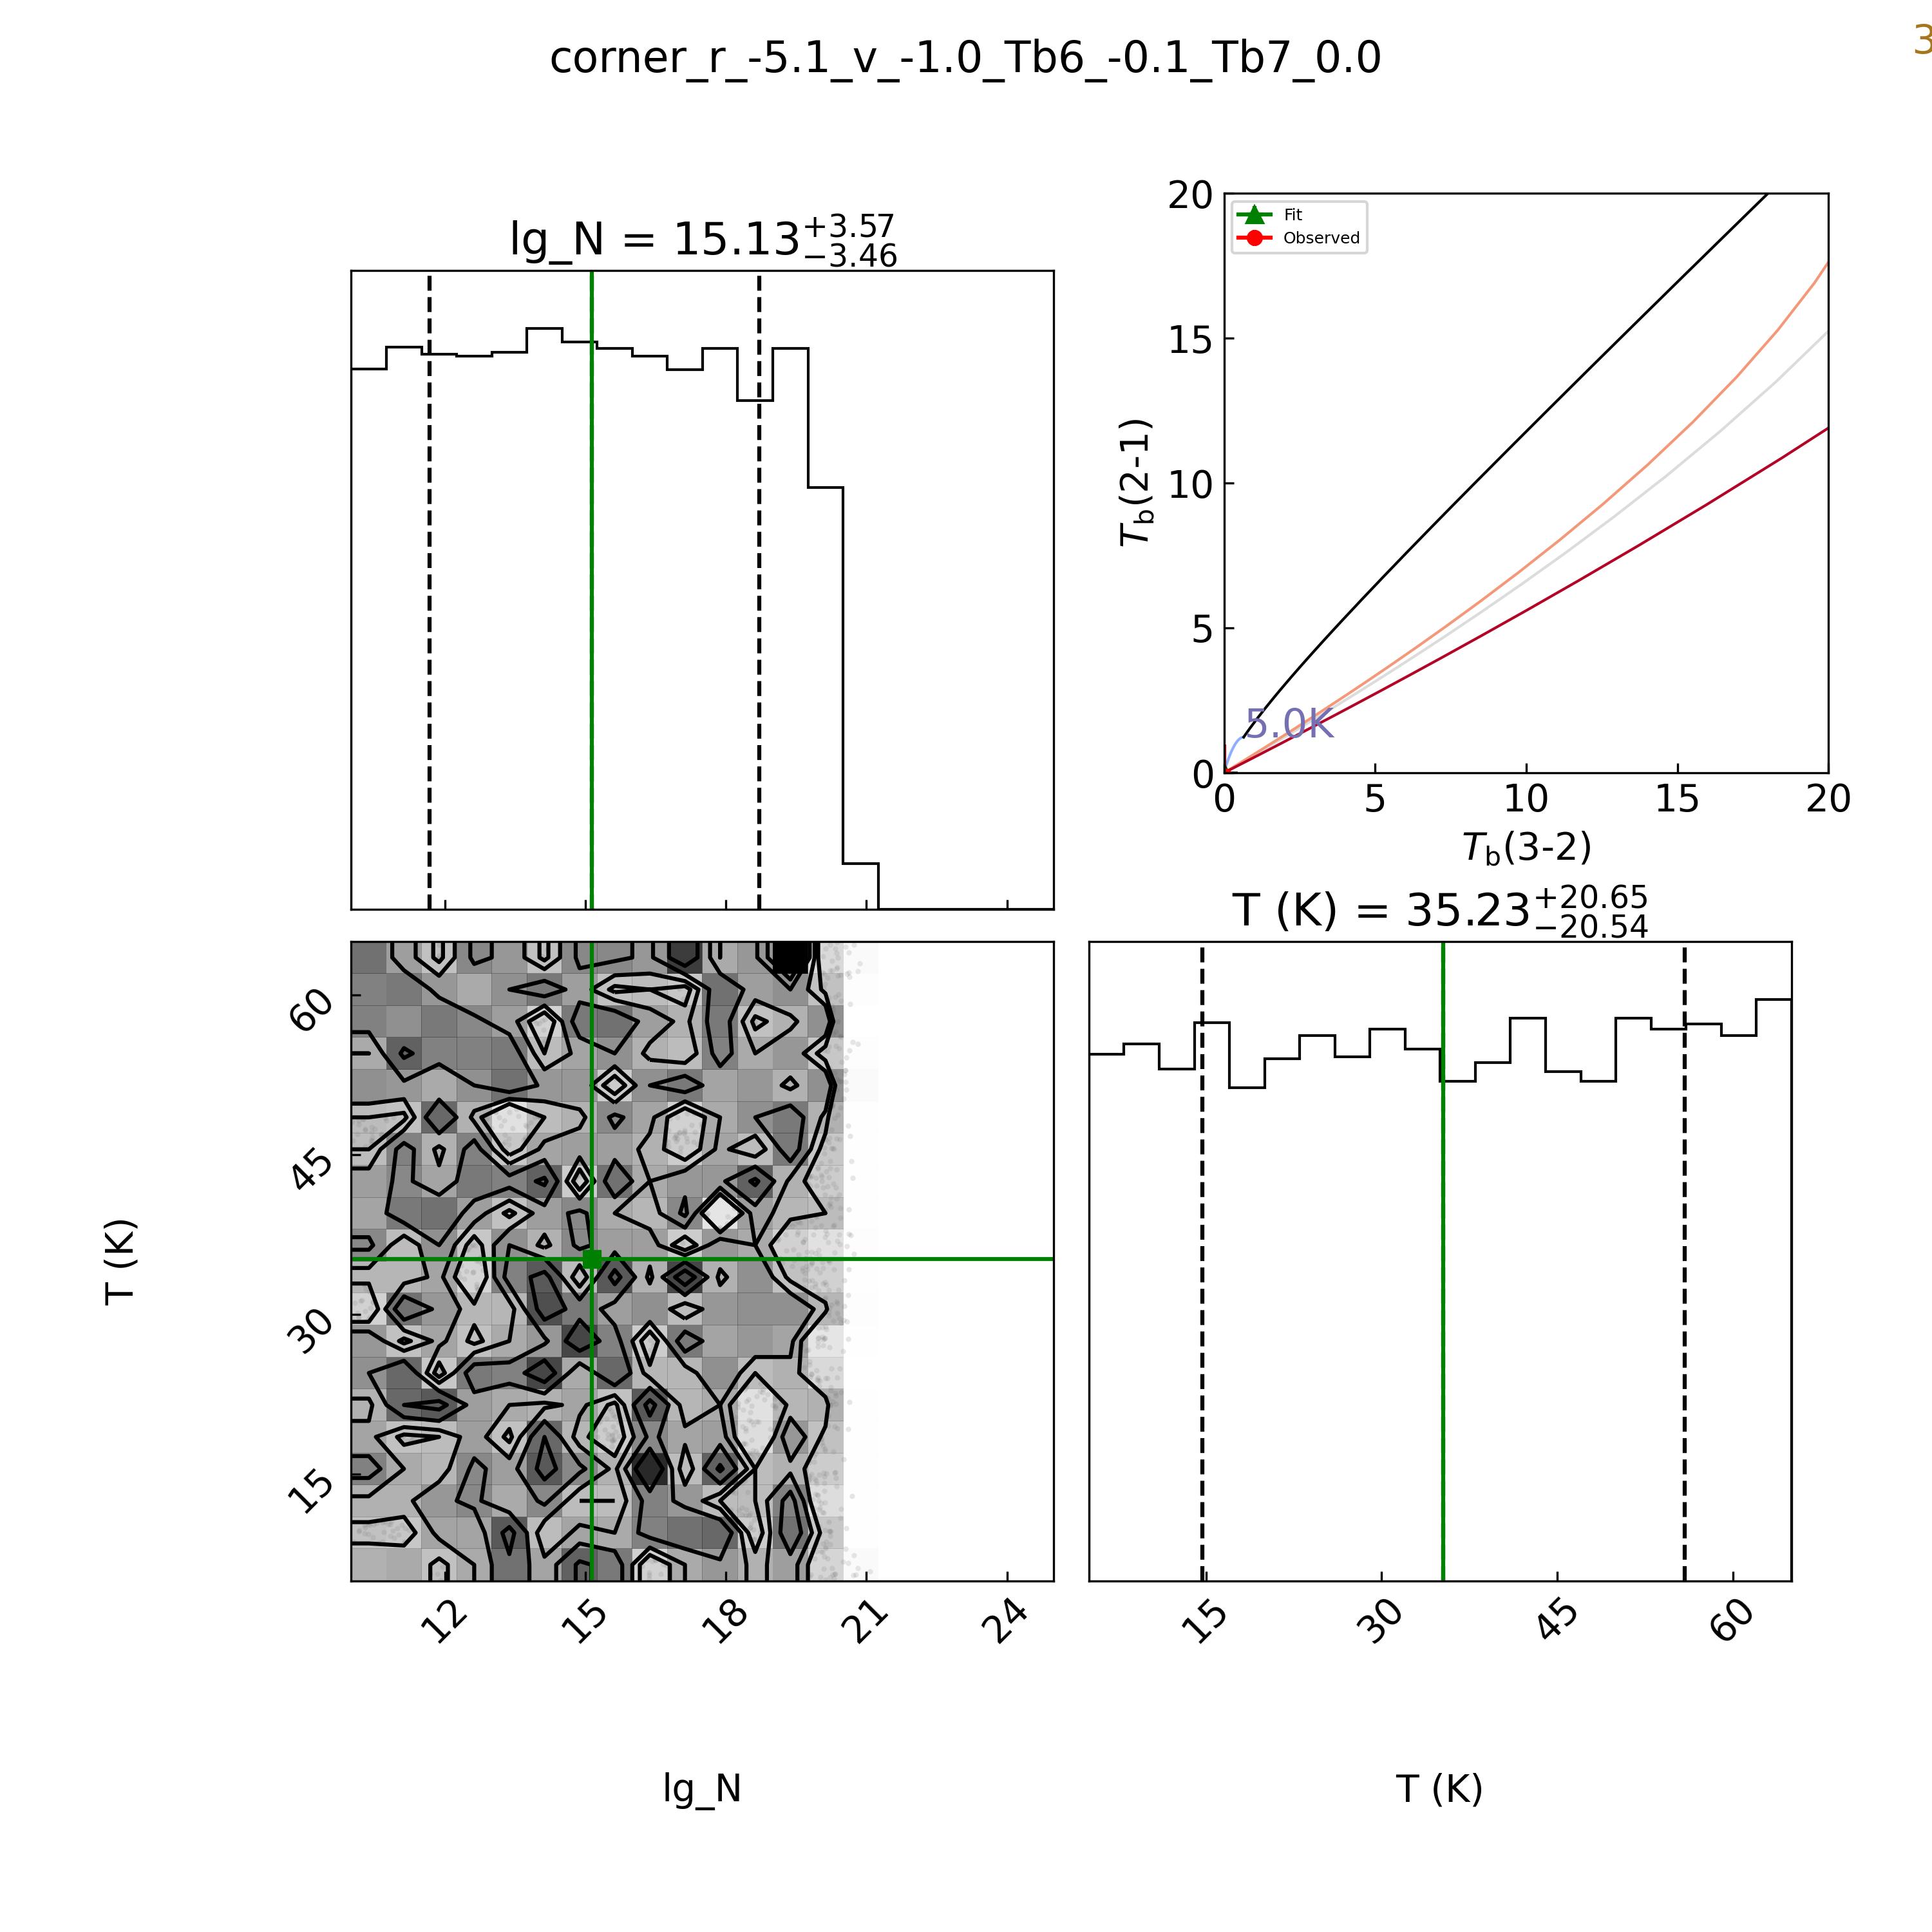 corner_r_-5.1_v_-1.0_Tb6_-0.1_Tb7_0.0
3
lg_N = 15.13 +3.57 −3.46
20
15
10
5
0
T_b(2-1)
Fit
Observed
5.0K
0 5 10 15 20
T_b(3-2)
T (K) = 35.23 +20.65 −20.54
60
45
30
15
T (K)
12 15 18 21 24
lg_N
15 30 45 60
T (K)